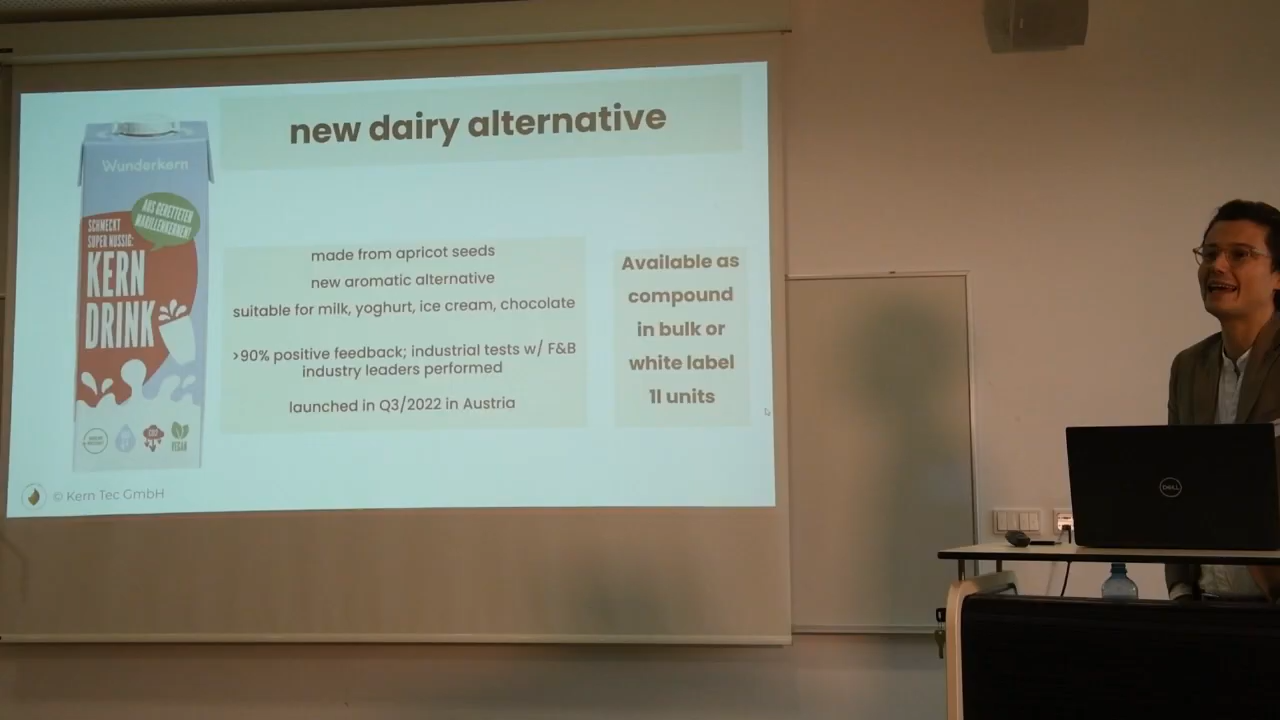 new dairy alternative
Wunderkern
AUS GERETTETEN
MARILLENKERNEN!
SCHMECKT
SUPER NUSSIG:
KERN
DRINK
VEGAN
made from apricot seeds
new aromatic alternative
suitable for milk, yoghurt, ice cream, chocolate
>90% positive feedback; industrial tests w/ F&B
industry leaders performed
launched in Q3/2022 in Austria
Available as
compound
in bulk or
white label
1l units
© Kern Tec GmbH
DELL